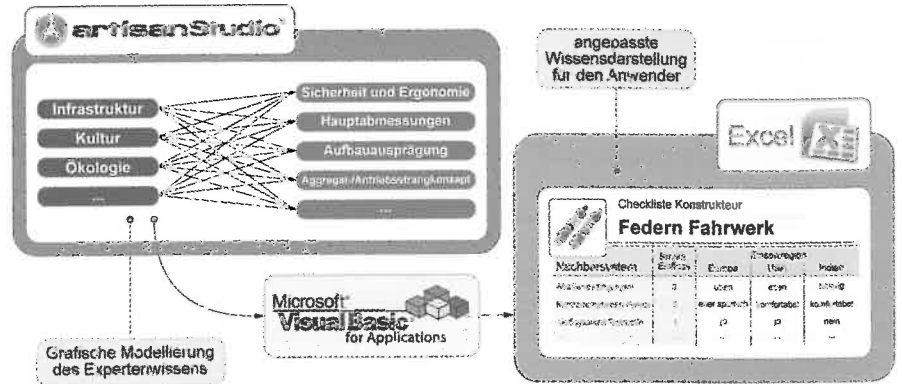 artisanStudio
Infrastruktur
Kultur
Ökologie
...
Sicherheit und Ergonomie
Hauptabmessungen
Aufbauausprägung
Aggregat-/Antriebsstrangkonzept
...
Grafische Modellierung
des Expertenwissens
Microsoft
Visual Basic
for Applications
angepasste
Wissensdarstellung
für den Anwender
Excel
Checkliste Konstrukteur
Federn Fahrwerk
Nachbarsystem Europa USA Indien
eben eben
komfortabel komfortabel
ja ja nein
... ... ...